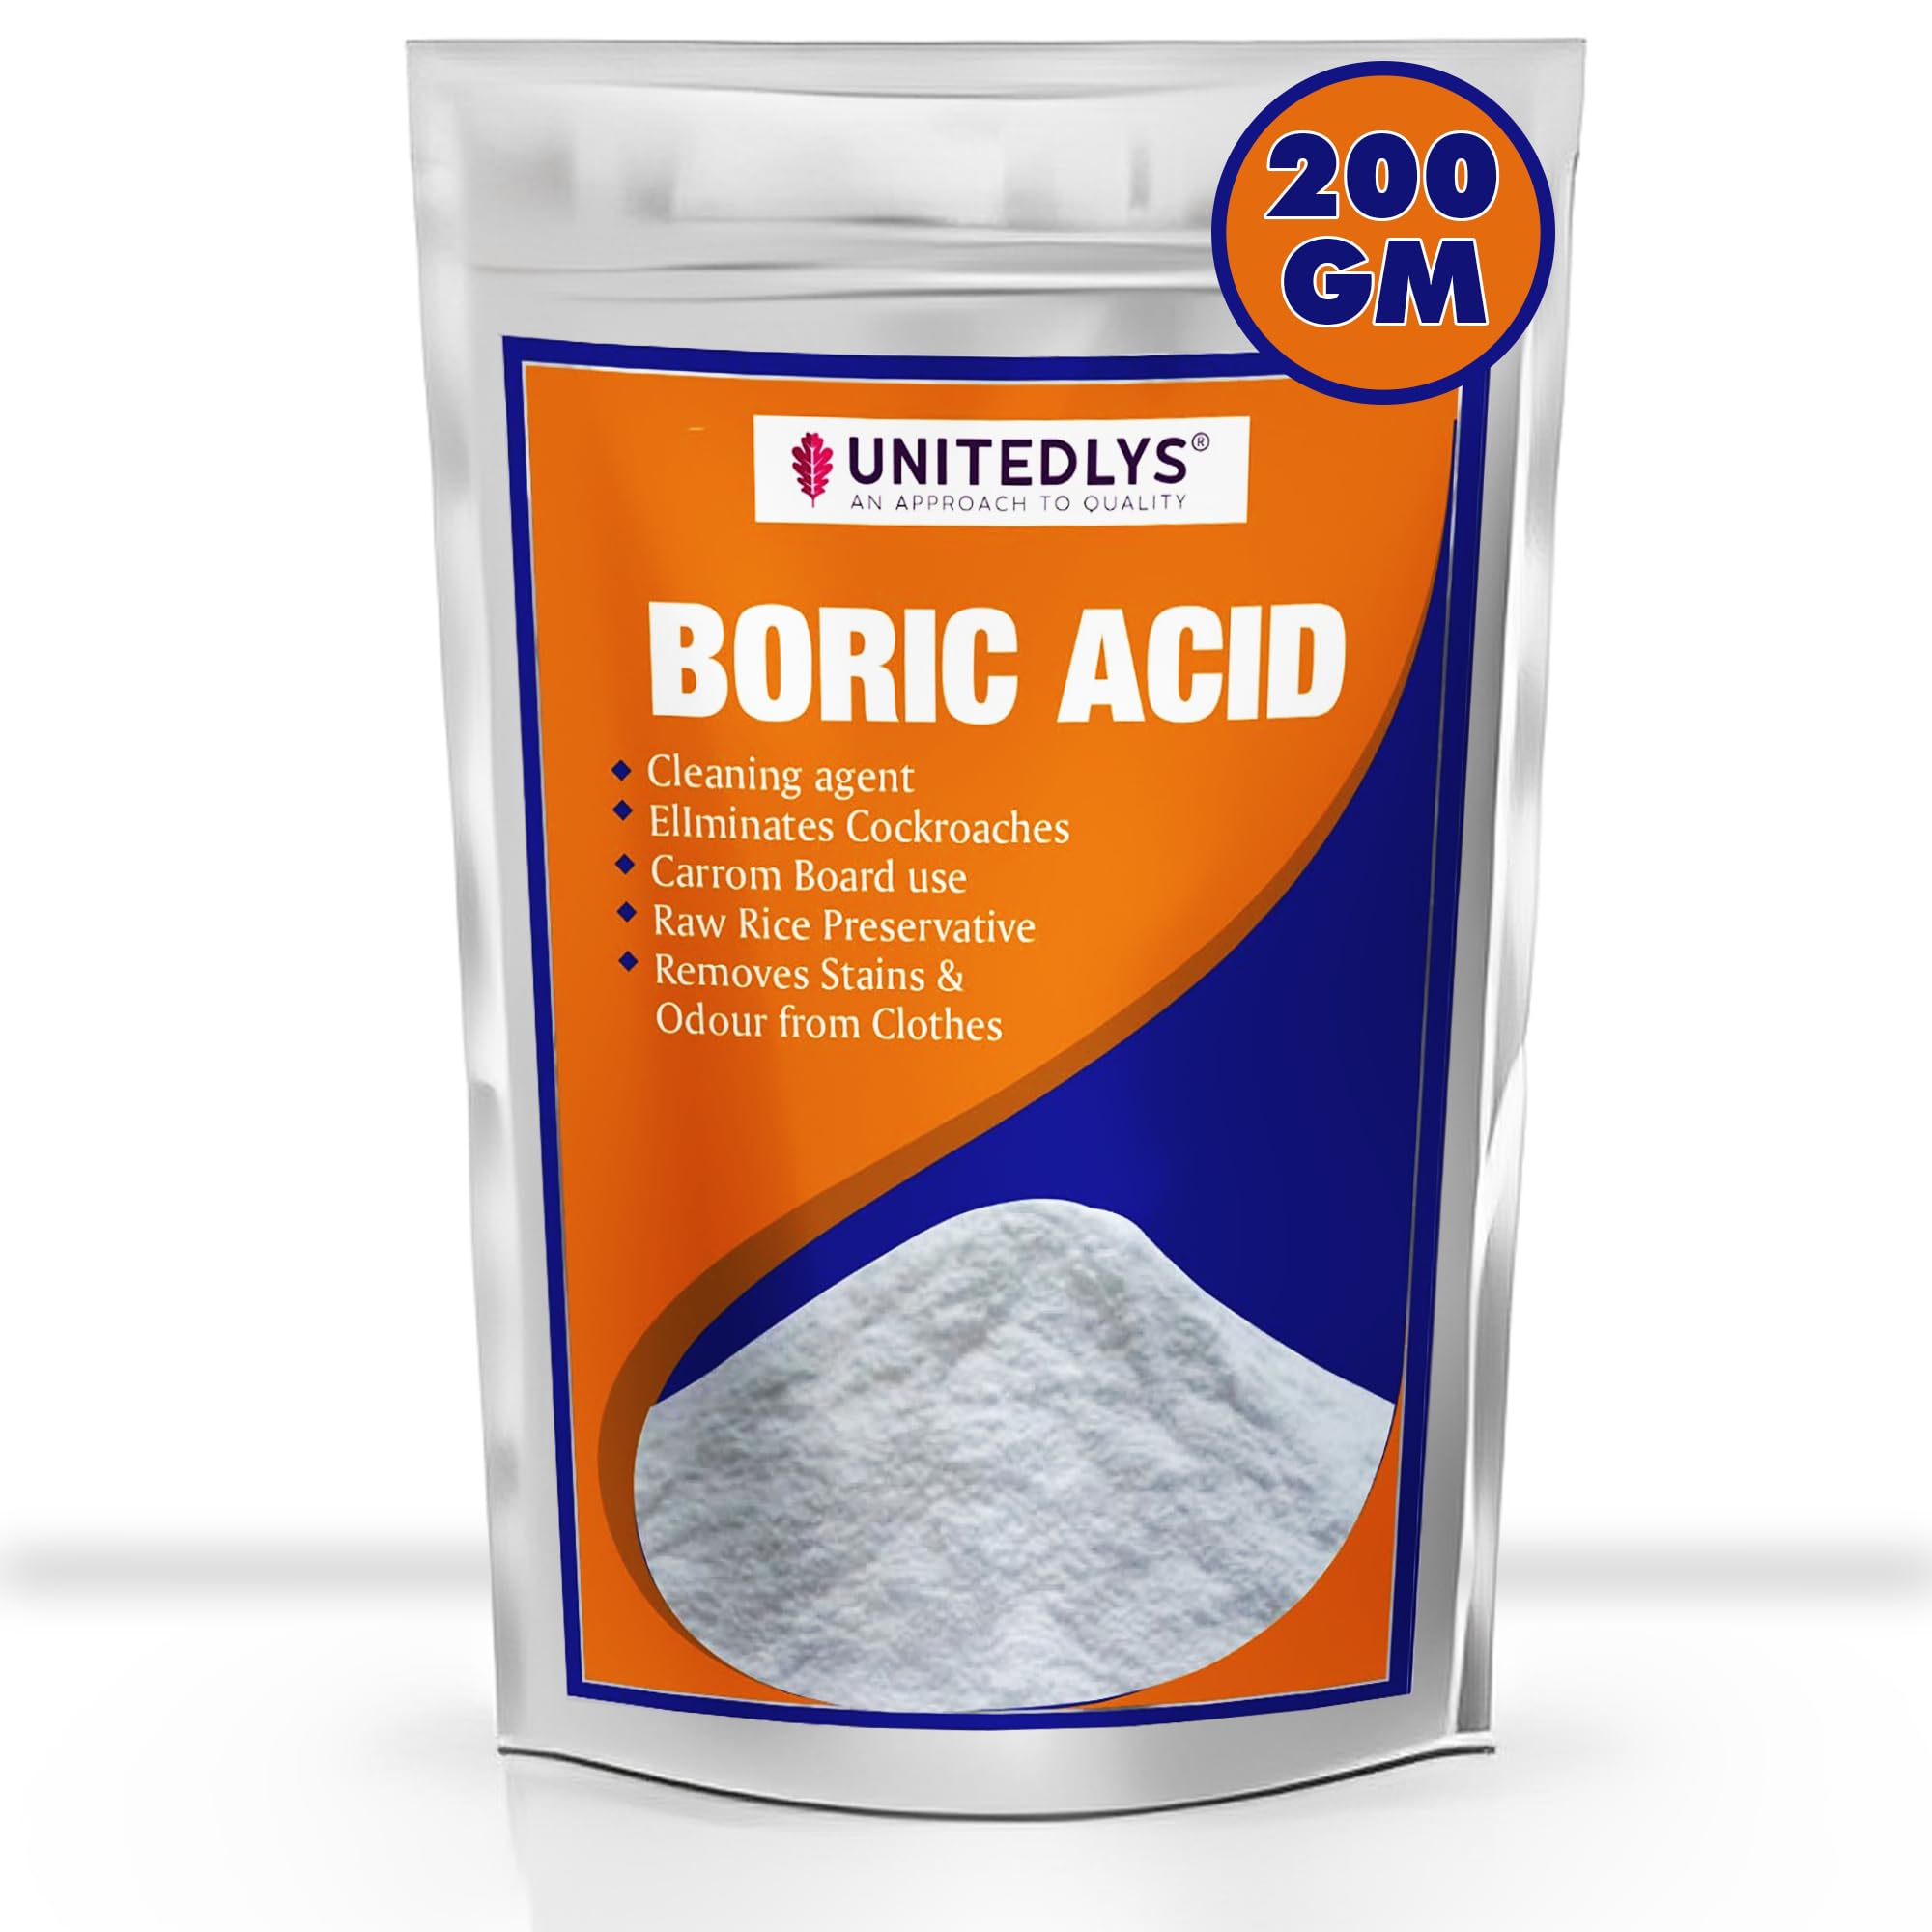 200
GM
UNITEDLYS®
AN APPROACH TO QUALITY
BORIC ACID
Cleaning agent
ElIminates Cockroaches
Carrom Board use
Raw Rice Preservative
Removes Stains &
Odour from Clothes